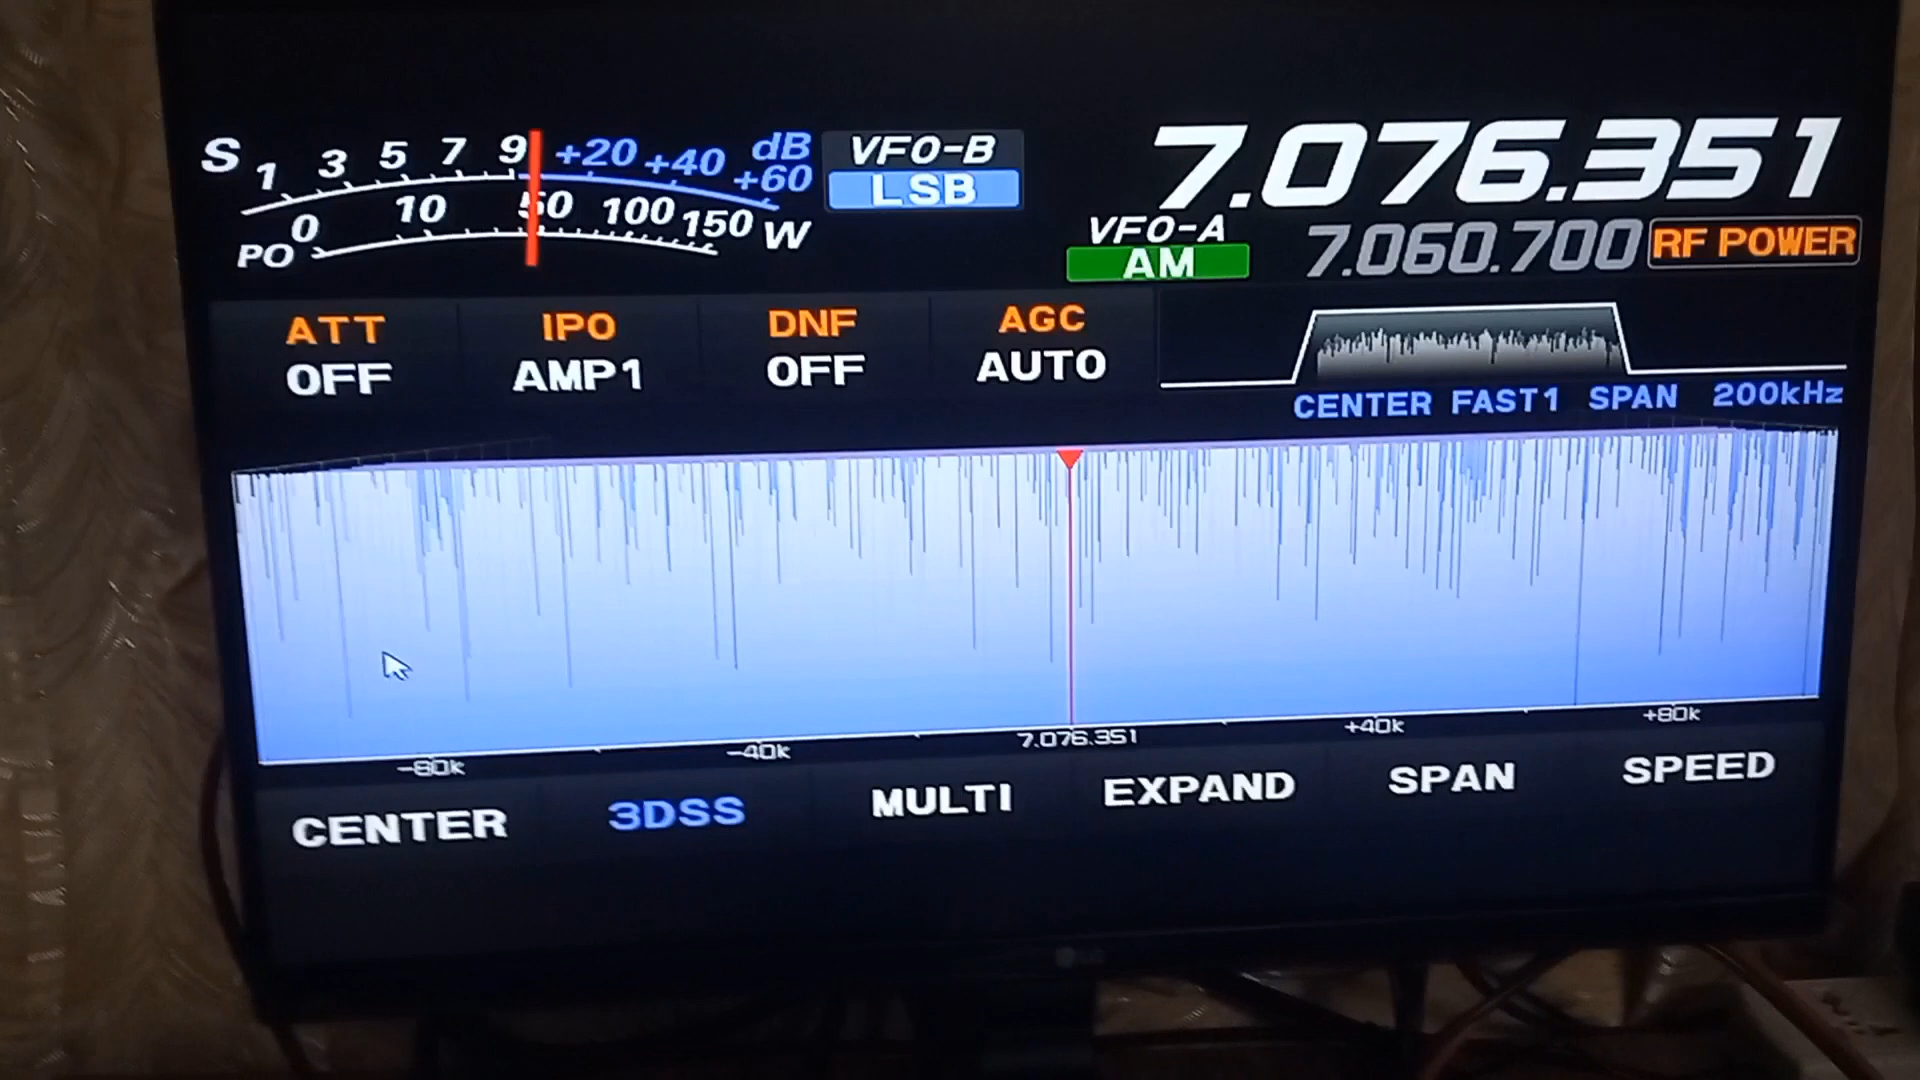 S 1 3 5 7 9 +20 +40 +60 dB
PO 0 10 50 100 150 W
VFO-B
LSB
7.076.351
VFO-A
AM
7.060.700
RF POWER
ATT
OFF
IPO
AMP1
DNF
OFF
AGC
AUTO
CENTER FAST1 SPAN 200kHz
-80k -40k 7.076.351 +40k +80k
CENTER 3DSS MULTI EXPAND SPAN SPEED
LG